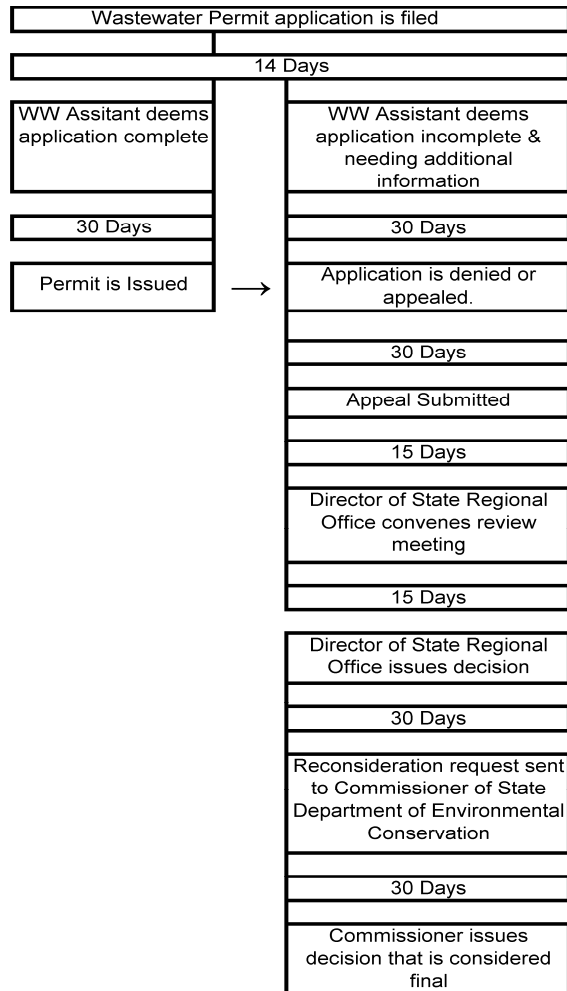 Wastewater Permit application is filed
14 Days
WW Assitant deems
application complete
WW Assistant deems
application incomplete &
needing additional
information
30 Days
30 Days
Permit is Issued
→
Application is denied or
appealed.
30 Days
Appeal Submitted
15 Days
Director of State Regional
Office convenes review
meeting
15 Days
Director of State Regional
Office issues decision
30 Days
Reconsideration request sent
to Commissioner of State
Department of Environmental
Conservation
30 Days
Commissioner issues
decision that is considered
final